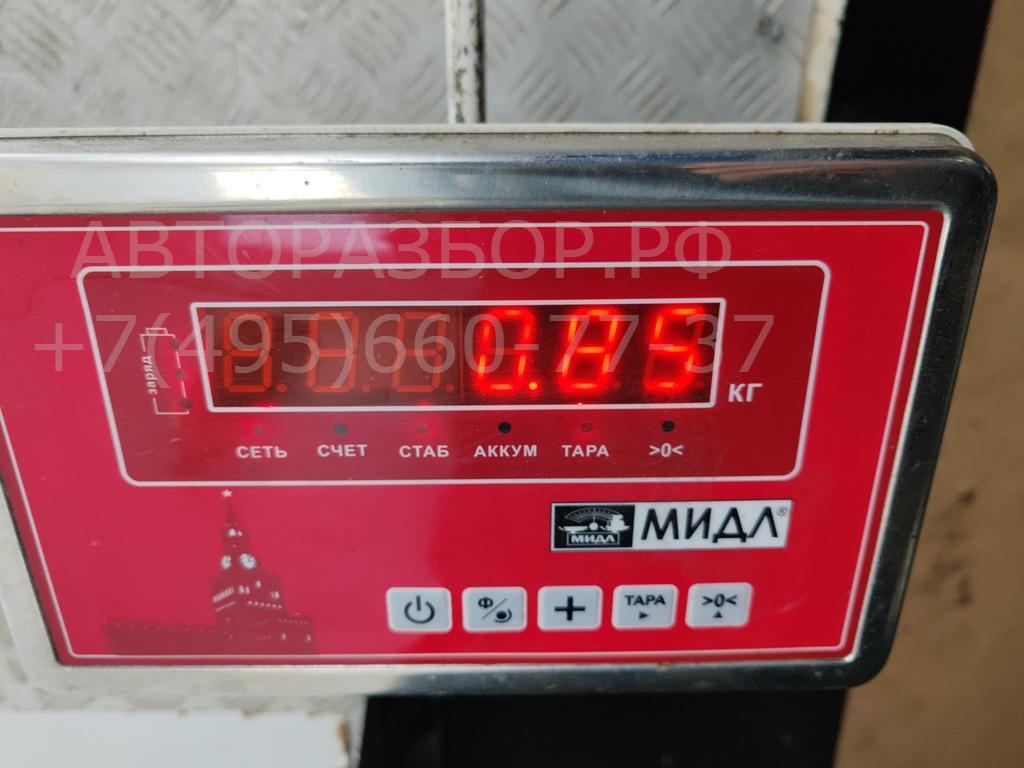 АВТОРАЗБОР.РФ
+7(495)660-77-37
заряд
0.85
КГ
СЕТЬ СЧЕТ СТАБ АККУМ ТАРА >0<
МИДЛ МИДЛ®
Ф ТАРА >0<